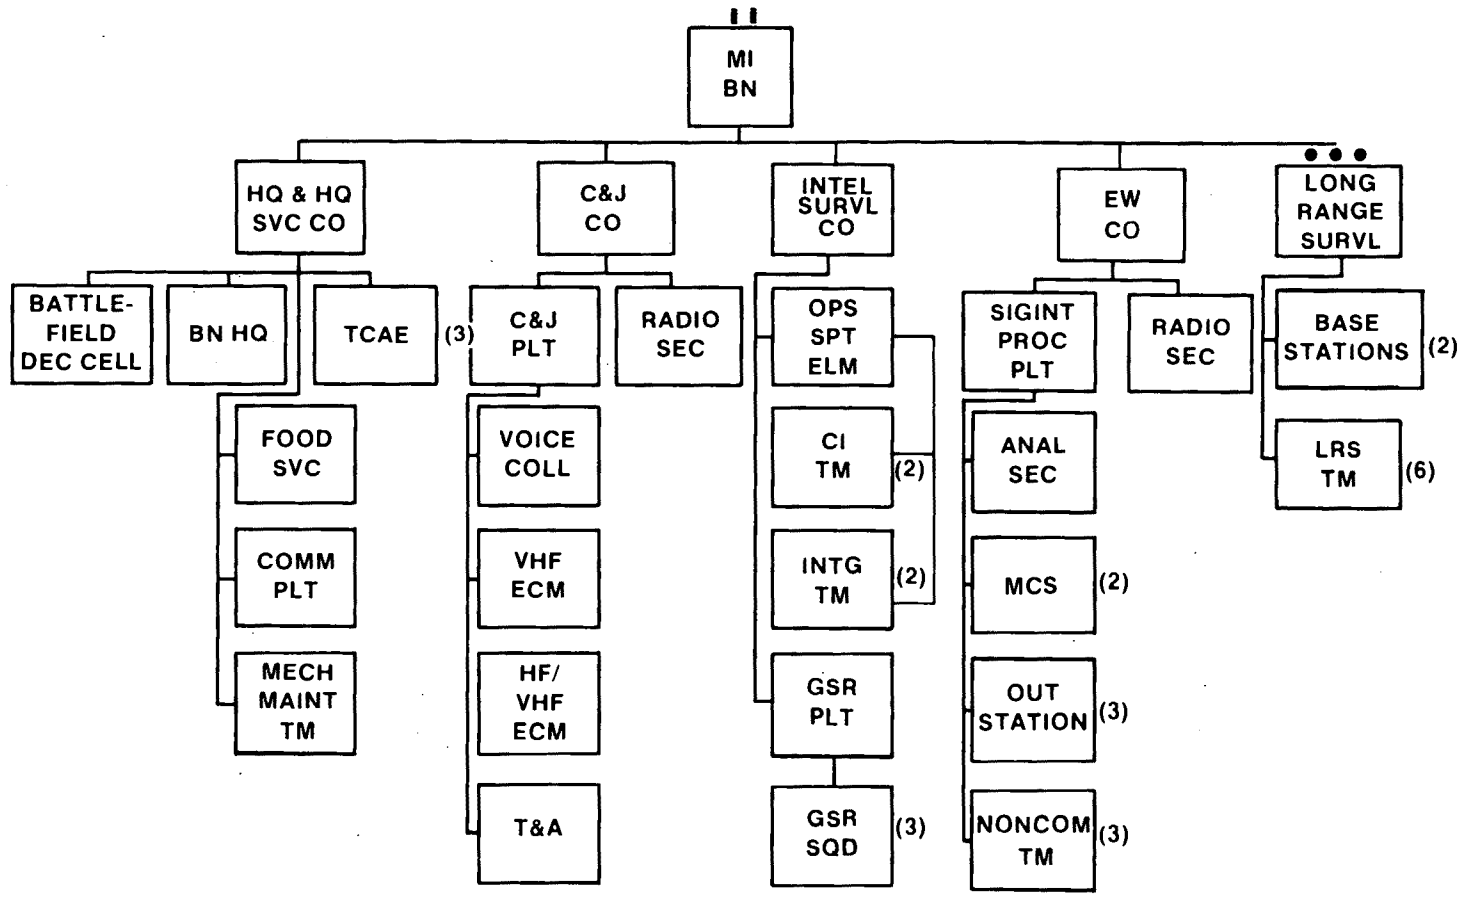 MI
BN
HQ & HQ
SVC CO
C&J
CO
INTEL
SURVL
CO
EW
CO
LONG
RANGE
SURVL
BATTLE-
FIELD
DEC CELL
BN HQ
TCAE
(3)
C&J
PLT
RADIO
SEC
OPS
SPT
ELM
SIGINT
PROC
PLT
RADIO
SEC
BASE
STATIONS
(2)
FOOD
SVC
VOICE
COLL
CI
TM
(2)
ANAL
SEC
LRS
TM
(6)
COMM
PLT
VHF
ECM
INTG
TM
(2)
MCS
(2)
MECH
MAINT
TM
HF/
VHF
ECM
GSR
PLT
OUT
STATION
(3)
T&A
GSR
SQD
(3)
NONCOM
TM
(3)